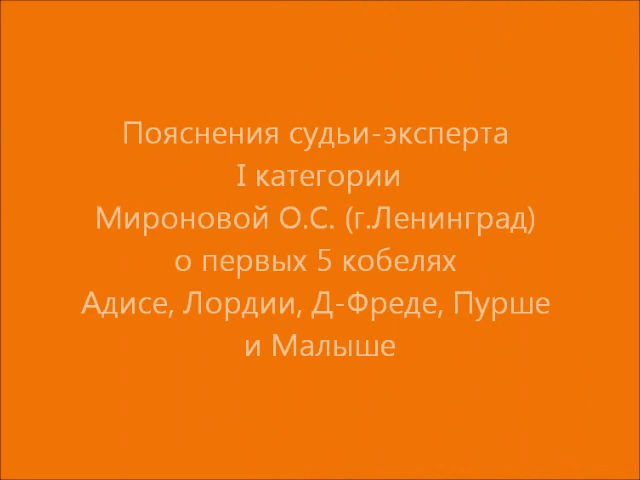 Пояснения судьи-эксперта
I категории
Мироновой О.С. (г.Ленинград)
о первых 5 кобелях
Адисе, Лордии, Д-Фреде, Пурше
и Малыше